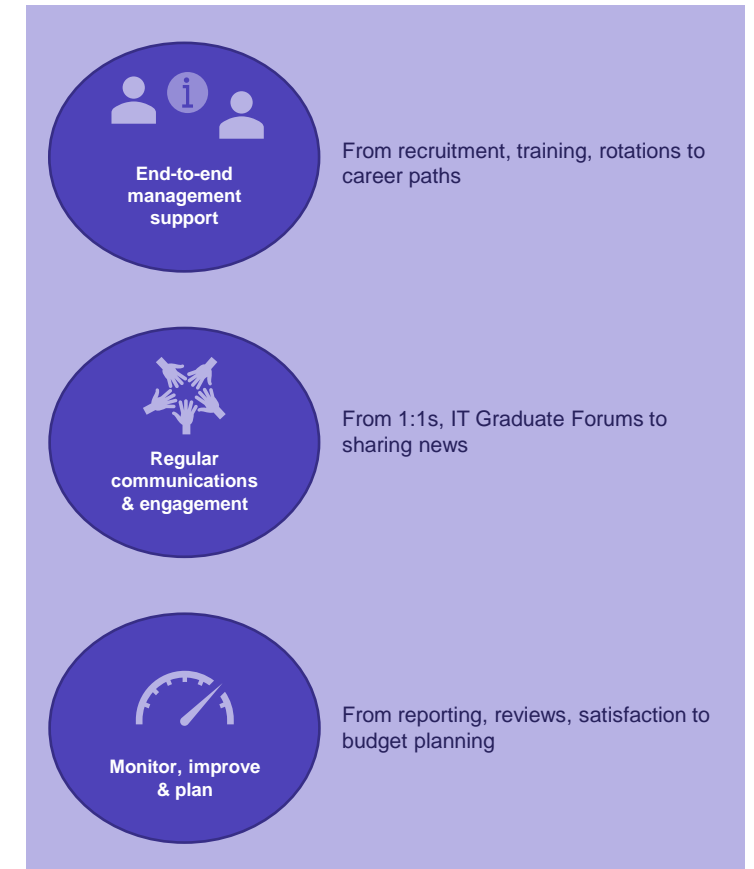 End-to-end
management
support
From recruitment, training, rotations to
career paths
Regular
communications
& engagement
From 1:1s, IT Graduate Forums to
sharing news
Monitor, improve
& plan
From reporting, reviews, satisfaction to
budget planning